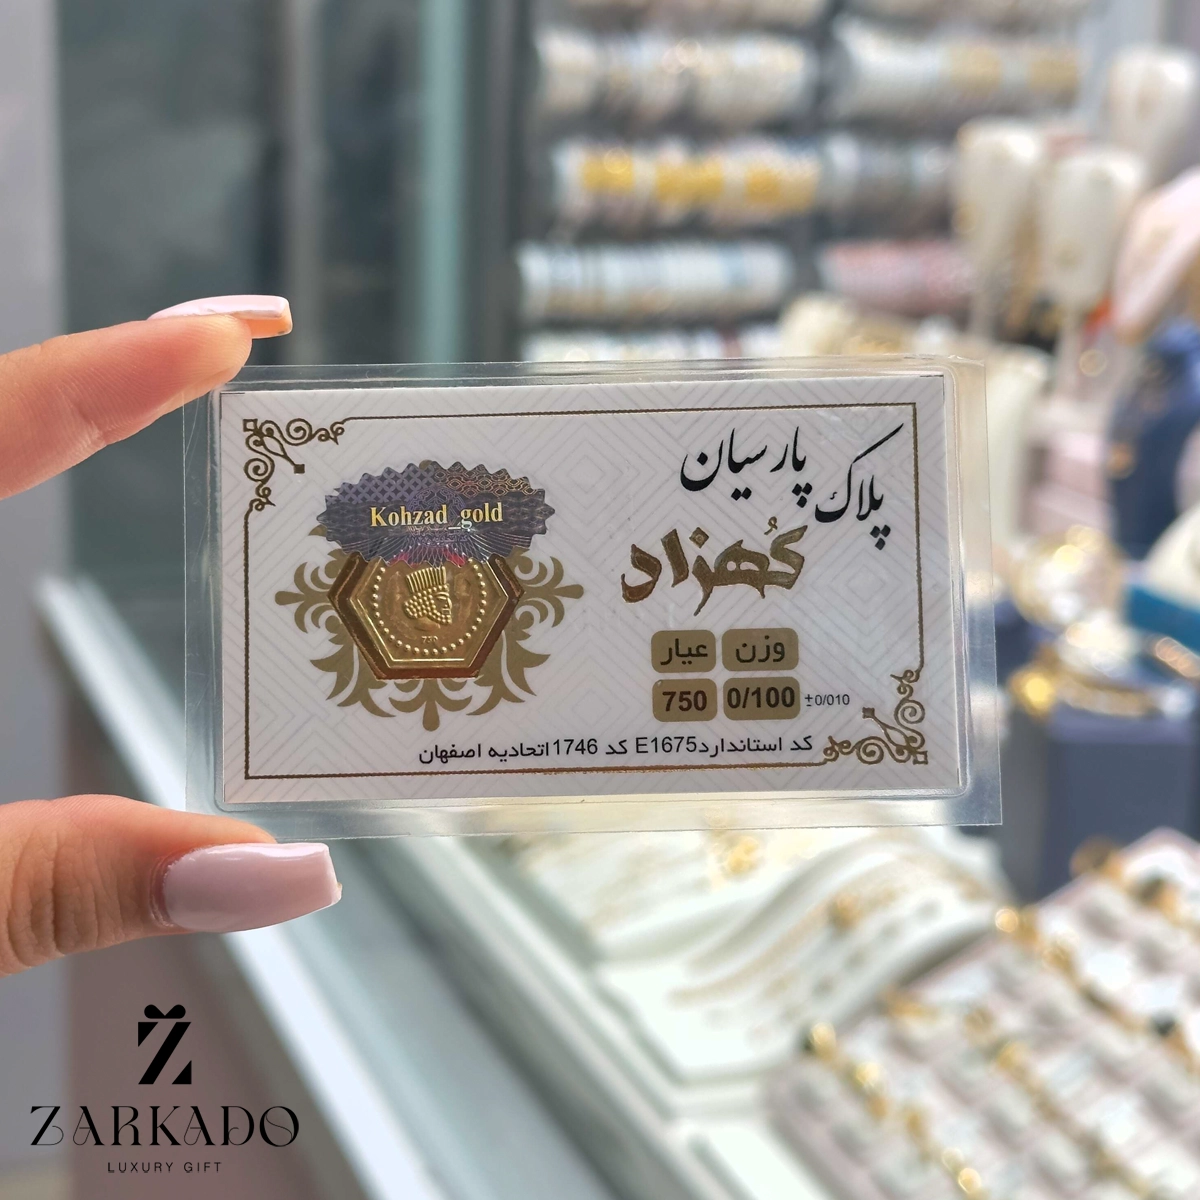 پلاک پارسیان
کهزاد
Kohzad_gold
750
وزن عیار
0/100 750 ±0/010
کد استاندارد E1675 کد 1746 اتحادیه اصفهان
Z
ZARKADO
LUXURY GIFT